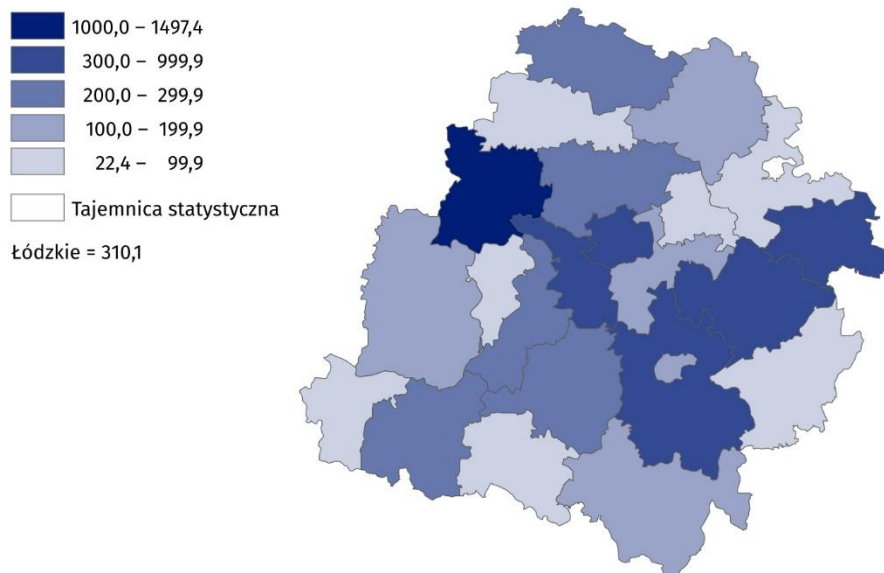 1000,0 – 1497,4
300,0 – 999,9
200,0 – 299,9
100,0 – 199,9
22,4 – 99,9
Tajemnica statystyczna
Łódzkie = 310,1